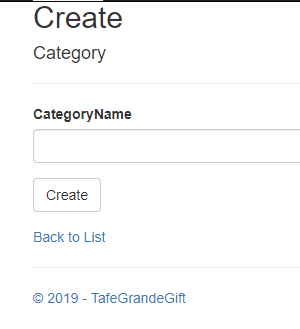 Create
Category
CategoryName
Create
Back to List
© 2019 - TafeGrandeGift